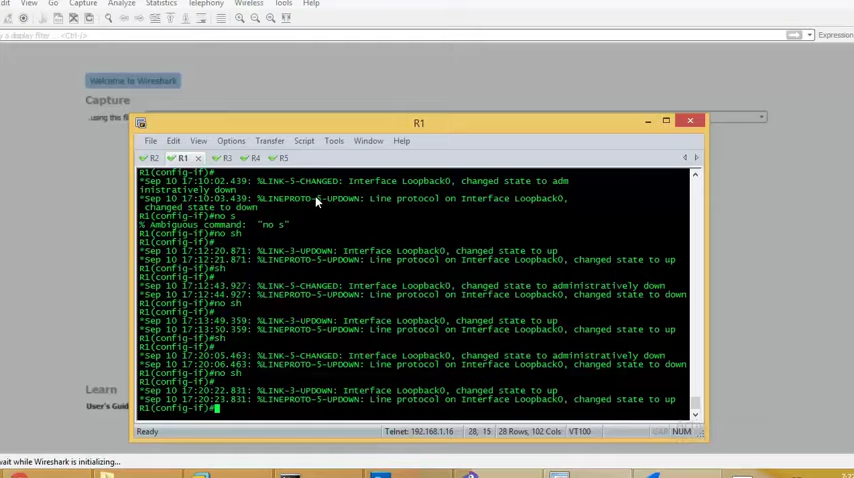 View Go Capture Analyze Statistics Telephony Wireless Tools Help
y a display filter ... <Ctrl-/>
Expression
Welcome to Wireshark
Capture
...using this fil
R1
File Edit View Options Transfer Script Tools Window Help
R2 R1 R3 R4 R5
R1(config-if)#
*Sep 10 17:10:02.439: %LINK-5-CHANGED: Interface Loopback0, changed state to adm
inistratively down
*Sep 10 17:10:03.439: %LINEPROTO-5-UPDOWN: Line protocol on Interface Loopback0,
changed state to down
R1(config-if)#no s
% Ambiguous command:  "no s"
R1(config-if)#no sh
R1(config-if)#
*Sep 10 17:12:20.871: %LINK-3-UPDOWN: Interface Loopback0, changed state to up
*Sep 10 17:12:21.871: %LINEPROTO-5-UPDOWN: Line protocol on Interface Loopback0, changed state to up
R1(config-if)#sh
R1(config-if)#
*Sep 10 17:12:43.927: %LINK-5-CHANGED: Interface Loopback0, changed state to administratively down
*Sep 10 17:12:44.927: %LINEPROTO-5-UPDOWN: Line protocol on Interface Loopback0, changed state to down
R1(config-if)#no sh
R1(config-if)#
*Sep 10 17:13:49.359: %LINK-3-UPDOWN: Interface Loopback0, changed state to up
*Sep 10 17:13:50.359: %LINEPROTO-5-UPDOWN: Line protocol on Interface Loopback0, changed state to up
R1(config-if)#sh
R1(config-if)#
*Sep 10 17:20:05.463: %LINK-5-CHANGED: Interface Loopback0, changed state to administratively down
*Sep 10 17:20:06.463: %LINEPROTO-5-UPDOWN: Line protocol on Interface Loopback0, changed state to down
R1(config-if)#no sh
R1(config-if)#
*Sep 10 17:20:22.831: %LINK-3-UPDOWN: Interface Loopback0, changed state to up
*Sep 10 17:20:23.831: %LINEPROTO-5-UPDOWN: Line protocol on Interface Loopback0, changed state to up
R1(config-if)#
Learn
User's Guid
Ready Telnet: 192.168.1.16 28, 15 28 Rows, 102 Cols VT100 CAP NUM
wait while Wireshark is initializing...